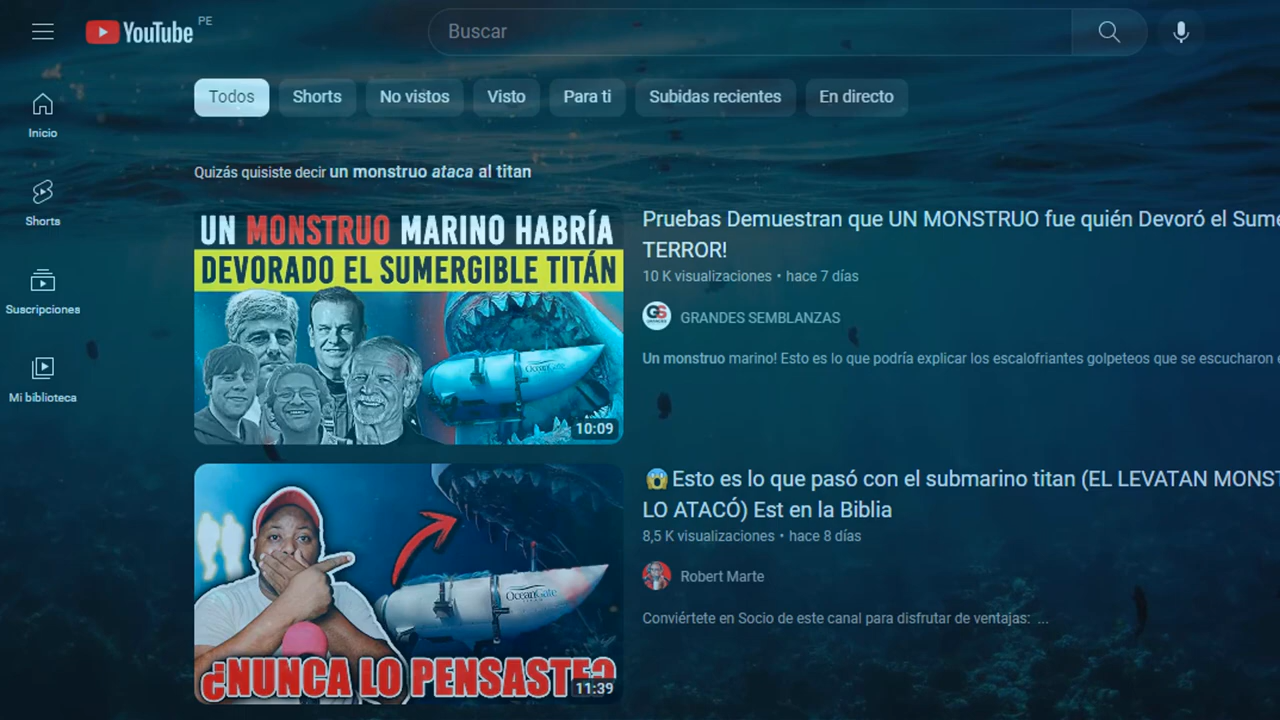 YouTube PE
Buscar
Todos
Shorts
No vistos
Visto
Para ti
Subidas recientes
En directo
Inicio
Shorts
Suscripciones
Mi biblioteca
Quizás quisiste decir un monstruo ataca al titan
UN MONSTRUO MARINO HABRÍA
DEVORADO EL SUMERGIBLE TITÁN
OceanGate
10:09
Pruebas Demuestran que UN MONSTRUO fue quién Devoró el Sume
TERROR!
10 K visualizaciones • hace 7 días
GS
GRANDES SEMBLANZAS
Un monstruo marino! Esto es lo que podría explicar los escalofriantes golpeteos que se escucharon e
OceanGate
TITAN
¿NUNCA LO PENSASTE?
11:39
😱Esto es lo que pasó con el submarino titan (EL LEVATAN MONST
LO ATACÓ) Est en la Biblia
8,5 K visualizaciones • hace 8 días
Robert Marte
Conviértete en Socio de este canal para disfrutar de ventajas: ...